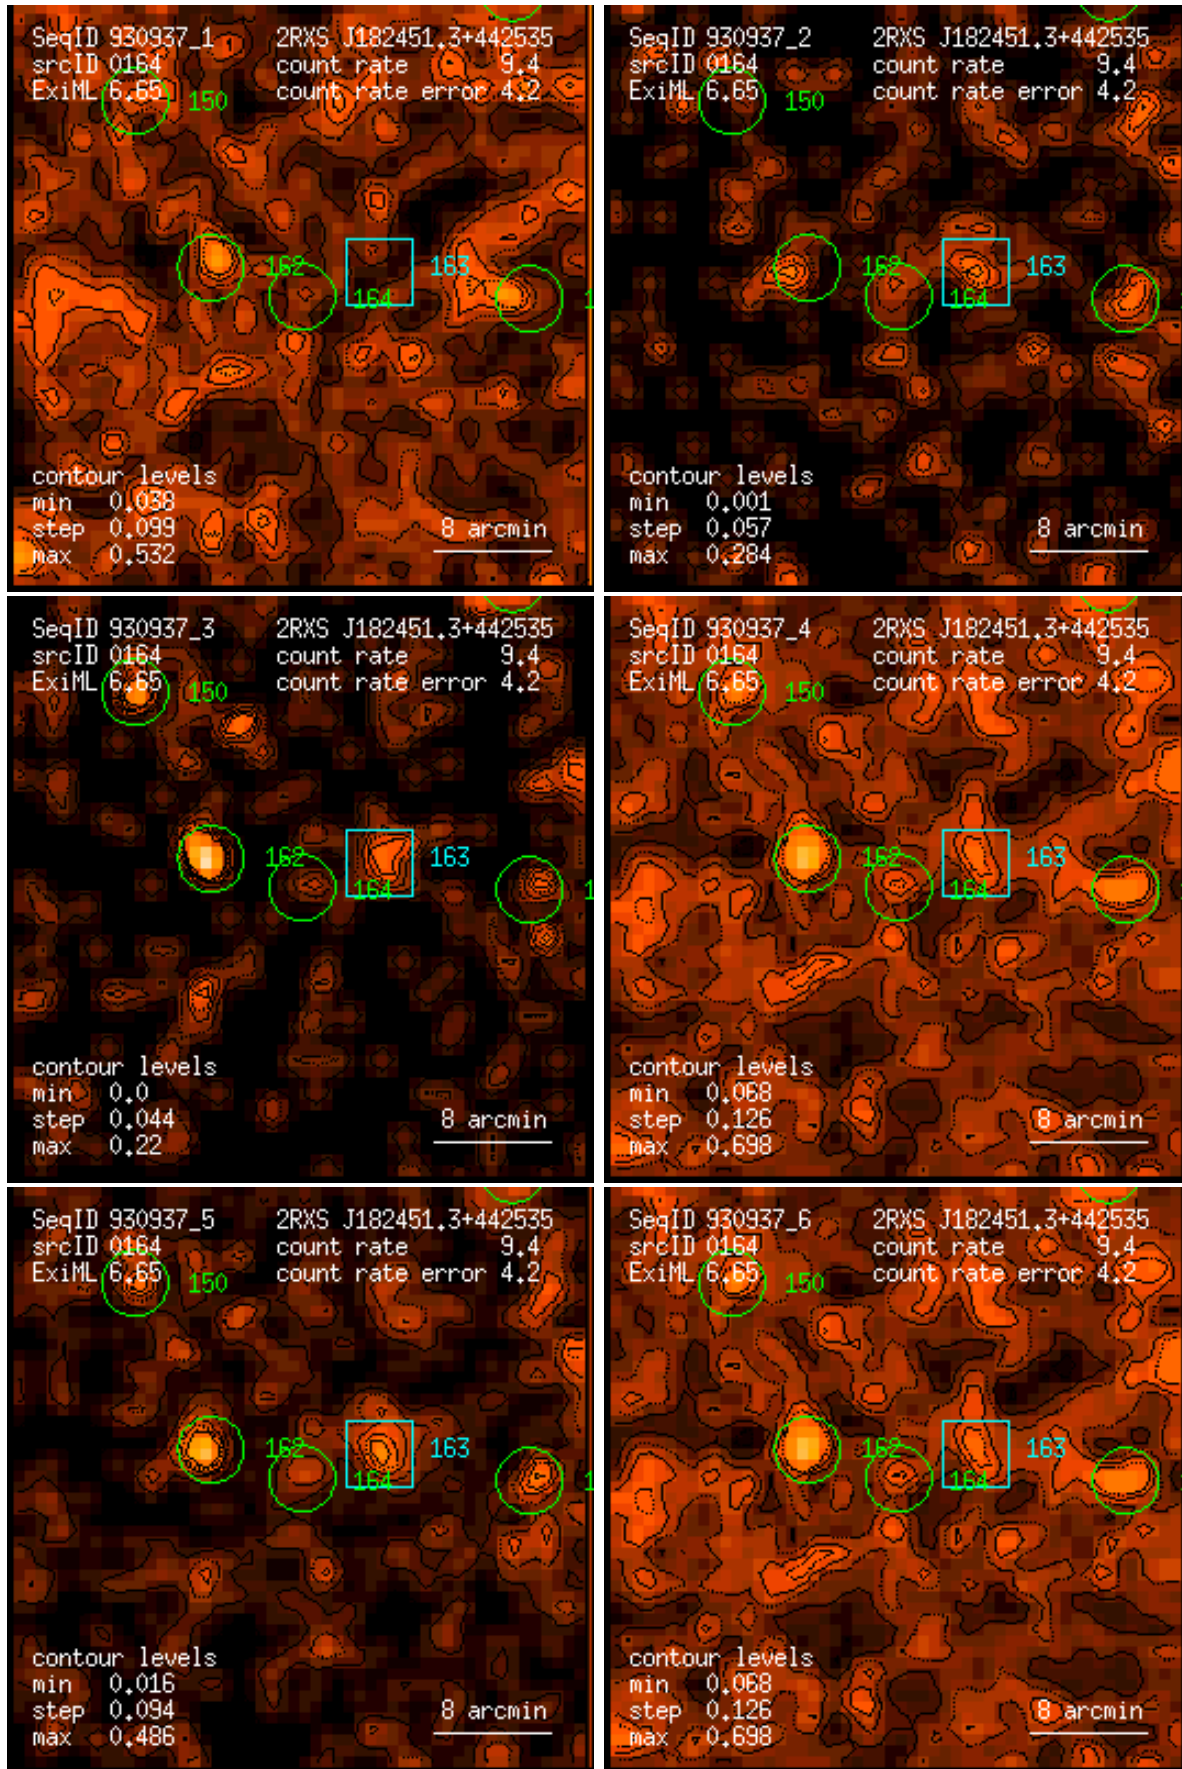 SeqID 930937_1 2RXS J182451.3+442535
srcID 0164 count rate 9.4
ExiML 6.65 count rate error 4.2
150
162
163
164
1
contour levels
min 0.038
step 0.099
max 0.532
8 arcmin
SeqID 930937_2 2RXS J182451.3+442535
srcID 0164 count rate 9.4
ExiML 6.65 count rate error 4.2
150
162
163
164
contour levels
min 0.001
step 0.057
max 0.284
8 arcmin
SeqID 930937_3 2RXS J182451.3+442535
srcID 0164 count rate 9.4
ExiML 6.65 count rate error 4.2
150
162
163
164
1
contour levels
min 0.0
step 0.044
max 0.22
8 arcmin
SeqID 930937_4 2RXS J182451.3+442535
srcID 0164 count rate 9.4
ExiML 6.65 count rate error 4.2
150
162
163
164
contour levels
min 0.068
step 0.126
max 0.698
8 arcmin
SeqID 930937_5 2RXS J182451.3+442535
srcID 0164 count rate 9.4
ExiML 6.65 count rate error 4.2
150
162
163
164
1
contour levels
min 0.016
step 0.094
max 0.486
8 arcmin
SeqID 930937_6 2RXS J182451.3+442535
srcID 0164 count rate 9.4
ExiML 6.65 count rate error 4.2
150
162
163
164
contour levels
min 0.068
step 0.126
max 0.698
8 arcmin